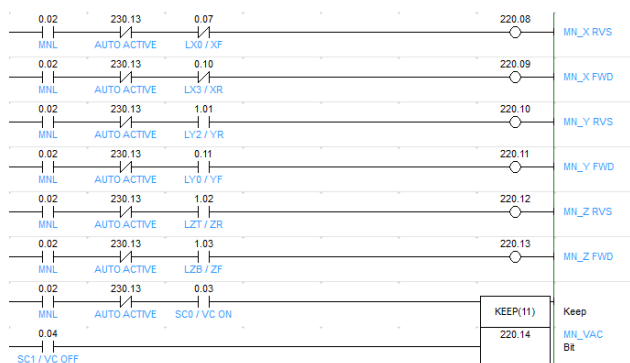 0.02 230.13 0.07 220.08
MNL AUTO ACTIVE LX0 / XF MN_X RVS
0.02 230.13 0.10 220.09
MNL AUTO ACTIVE LX3 / XR MN_X FWD
0.02 230.13 1.01 220.10
MNL AUTO ACTIVE LY2 / YR MN_Y RVS
0.02 230.13 0.11 220.11
MNL AUTO ACTIVE LY0 / YF MN_Y FWD
0.02 230.13 1.02 220.12
MNL AUTO ACTIVE LZT / ZR MN_Z RVS
0.02 230.13 1.03 220.13
MNL AUTO ACTIVE LZB / ZF MN_Z FWD
0.02 230.13 0.03
MNL AUTO ACTIVE SC0 / VC ON KEEP(11) Keep
0.04 220.14 MN_VAC
Bit
SC1 / VC OFF